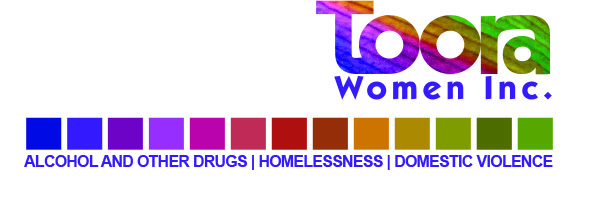 Toora
Women Inc.
ALCOHOL AND OTHER DRUGS | HOMELESSNESS | DOMESTIC VIOLENCE